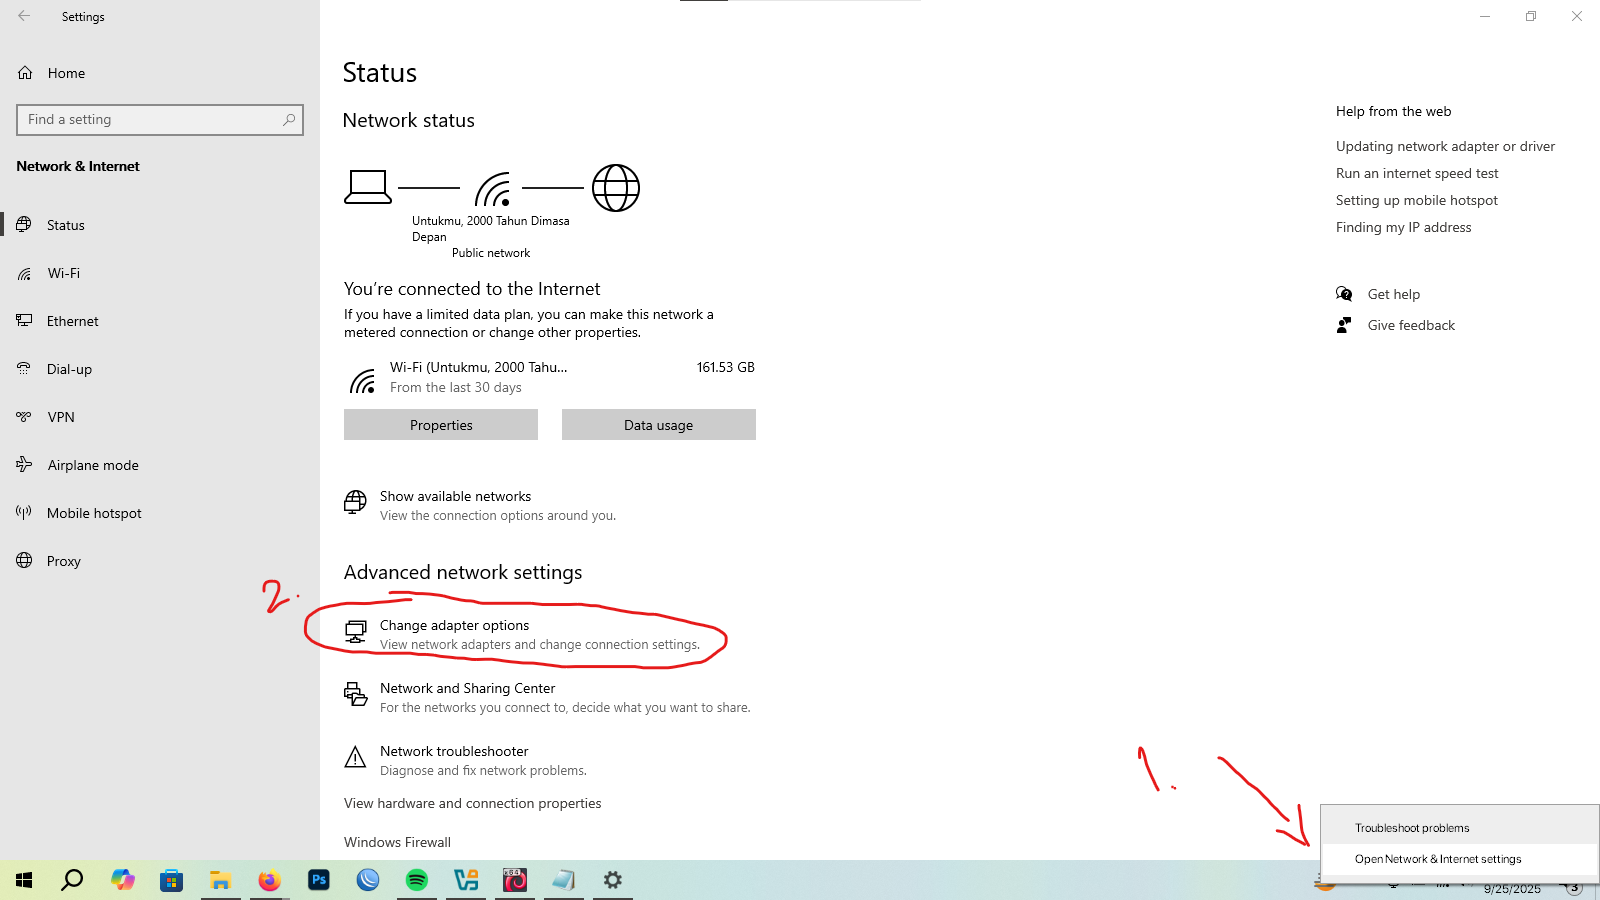 Settings
Home
Find a setting
Network & Internet
Status
Wi-Fi
Ethernet
Dial-up
VPN
Airplane mode
Mobile hotspot
Proxy
Status
Network status
Untukmu, 2000 Tahun Dimasa
Depan
Public network
You're connected to the Internet
If you have a limited data plan, you can make this network a
metered connection or change other properties.
Wi-Fi (Untukmu, 2000 Tahu...
161.53 GB
From the last 30 days
Properties
Data usage
Show available networks
View the connection options around you.
Advanced network settings
2.
Change adapter options
View network adapters and change connection settings.
Network and Sharing Center
For the networks you connect to, decide what you want to share.
Network troubleshooter
Diagnose and fix network problems.
View hardware and connection properties
Windows Firewall
Help from the web
Updating network adapter or driver
Run an internet speed test
Setting up mobile hotspot
Finding my IP address
Get help
Give feedback
1.
Troubleshoot problems
Open Network & Internet settings
Ps
x64
9/25/2025
3